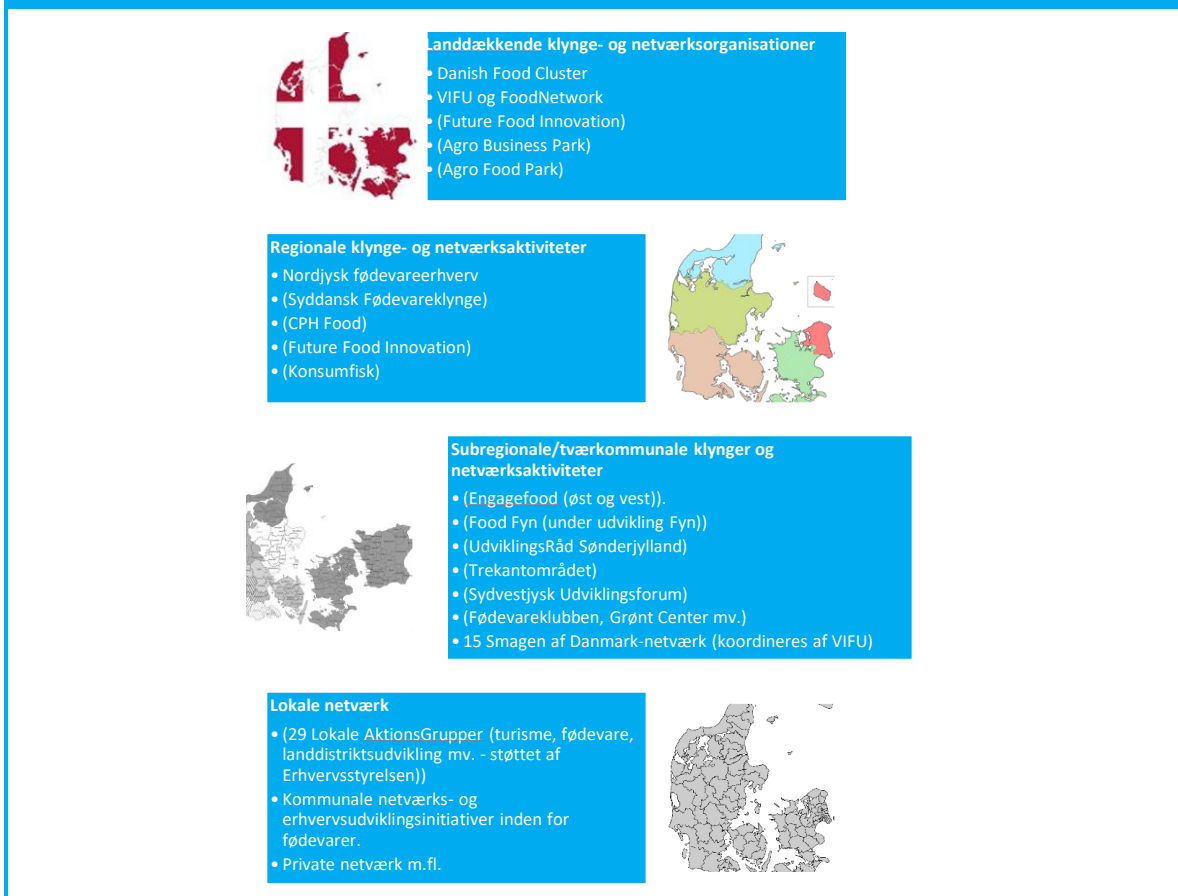 Landdækkende klynge- og netværksorganisationer
• Danish Food Cluster
• VIFU og FoodNetwork
• (Future Food Innovation)
• (Agro Business Park)
• (Agro Food Park)
Regionale klynge- og netværksaktiviteter
• Nordjysk fødevareerhverv
• (Syddansk Fødevareklynge)
• (CPH Food)
• (Future Food Innovation)
• (Konsumfisk)
Subregionale/tværkommunale klynger og
netværksaktiviteter
• (Engagefood (øst og vest)).
• (Food Fyn (under udvikling Fyn))
• (UdviklingsRåd Sønderjylland)
• (Trekantområdet)
• (Sydvestjysk Udviklingsforum)
• (Fødevareklubben, Grønt Center mv.)
• 15 Smagen af Danmark-netværk (koordineres af VIFU)
Lokale netværk
• (29 Lokale AktionsGrupper (turisme, fødevare,
landdistriktsudvikling mv. - støttet af
Erhvervsstyrelsen))
• Kommunale netværks- og
erhvervsudviklingsinitiativer inden for
fødevarer.
• Private netværk m.fl.